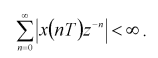 ∑_{n=0}^{∞} |x(nT)z^{-n}| < ∞ .